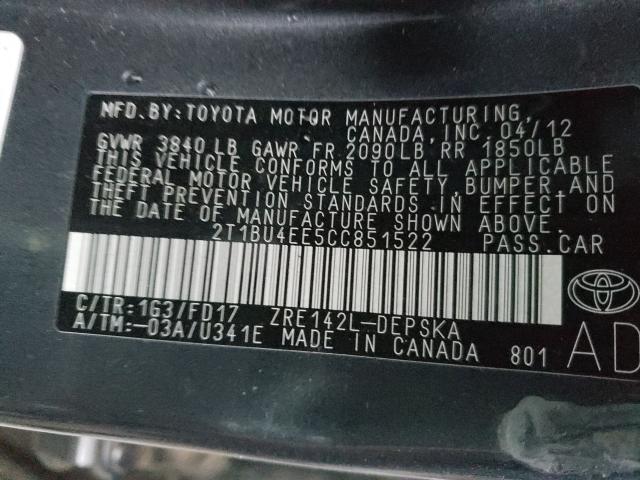 MFD. BY: TOYOTA MOTOR MANUFACTURING,
CANADA, INC. 04/12
GVWR 3840 LB GAWR FR 2090LB, RR 1850LB
THIS VEHICLE CONFORMS TO ALL APPLICABLE
FEDERAL MOTOR VEHICLE SAFETY, BUMPER, AND
THEFT PREVENTION STANDARDS IN EFFECT ON
THE DATE OF MANUFACTURE SHOWN ABOVE.
2T1BU4EE5CC851522 PASS.CAR
C/TR:1G3/FD17 ZRE142L-DEPSKA
A/TM:-03A/U341E MADE IN CANADA 801
AD